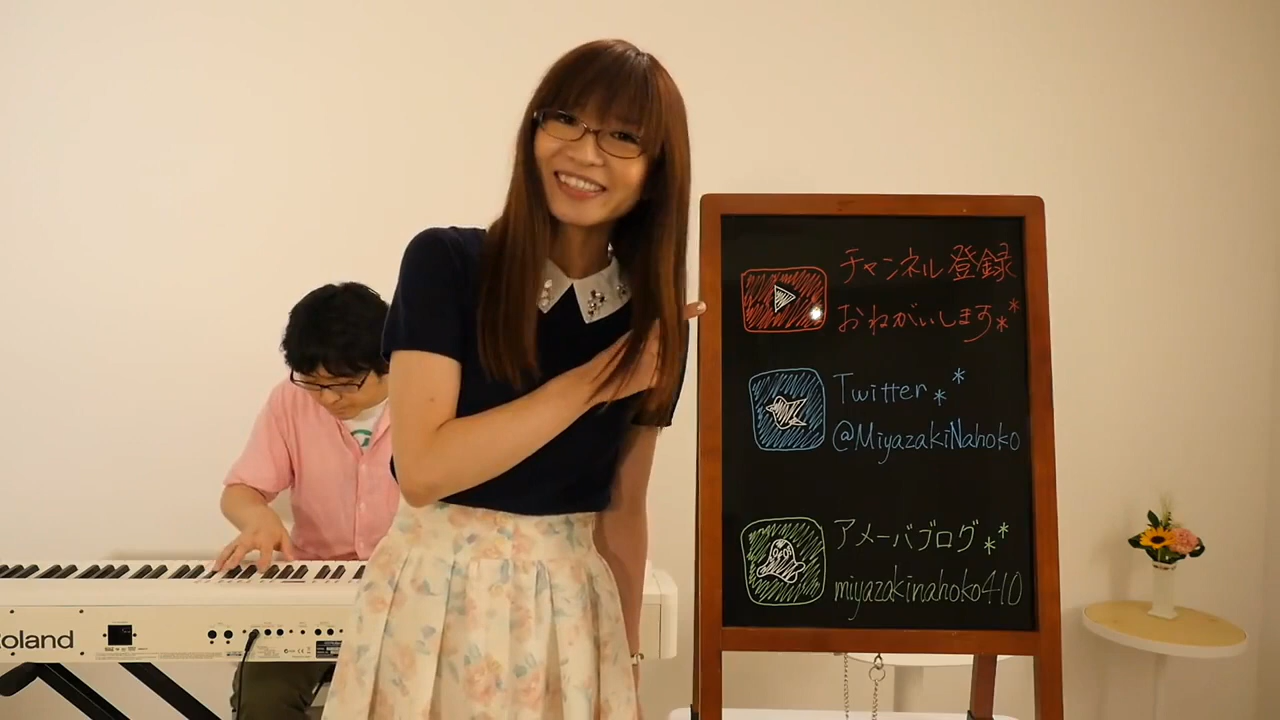 チャンネル登録
おねがいします**
Twitter**
@MiyazakiNahoko
アメーバブログ**
miyazakinahoko410
Roland